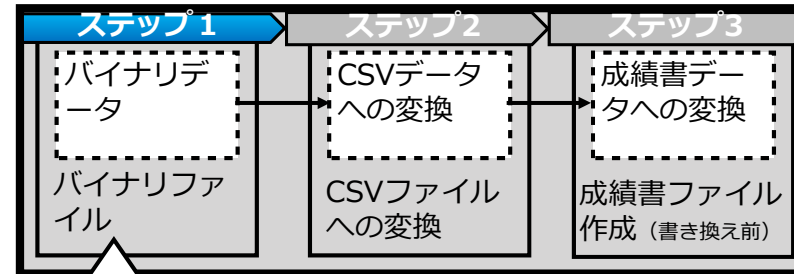 ステップ１
ステップ2
ステップ3
バイナリデ
ータ
CSVデータ
への変換
成績書デー
タへの変換
バイナリファ
イル
CSVファイル
への変換
成績書ファイル
作成（書き換え前）